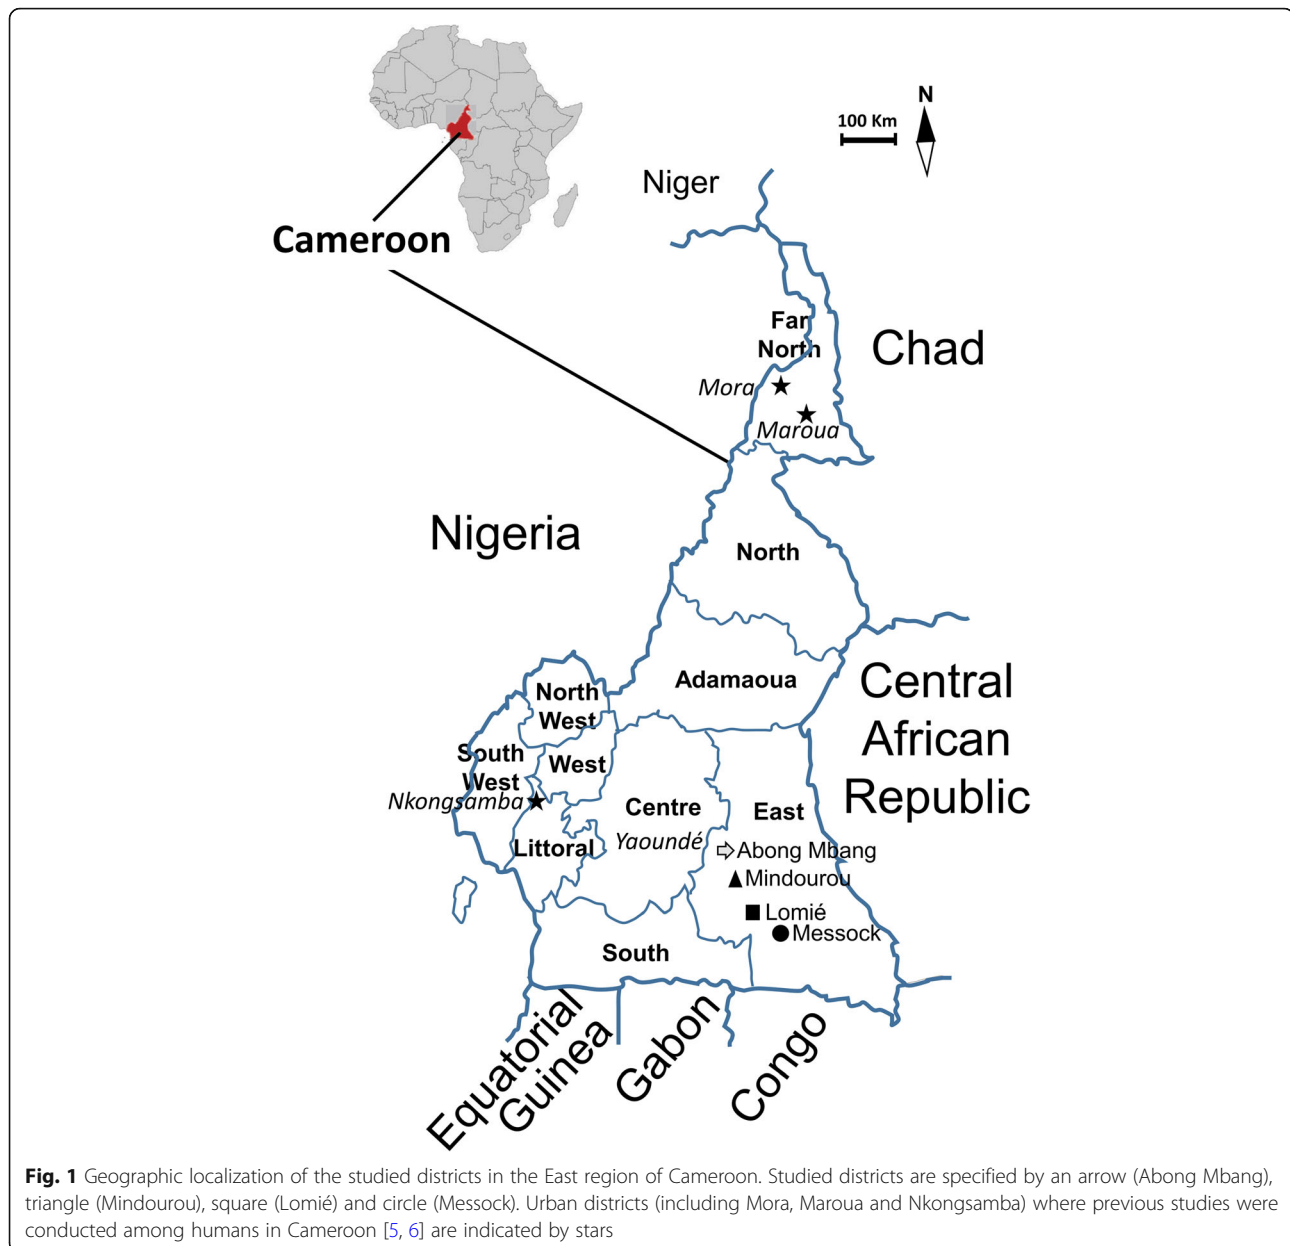 N
100 Km
Niger
Cameroon
Far
North
Chad
Mora
Maroua
Nigeria
North
Adamaoua
Central
African
Republic
North
West
South
West
West
Nkongsamba
Centre
Yaoundé
East
Littoral
Abong Mbang
Mindourou
Lomié
Messock
South
Equatorial
Guinea
Gabon
Congo
Fig. 1 Geographic localization of the studied districts in the East region of Cameroon. Studied districts are specified by an arrow (Abong Mbang),
triangle (Mindourou), square (Lomié) and circle (Messock). Urban districts (including Mora, Maroua and Nkongsamba) where previous studies were
conducted among humans in Cameroon [5, 6] are indicated by stars